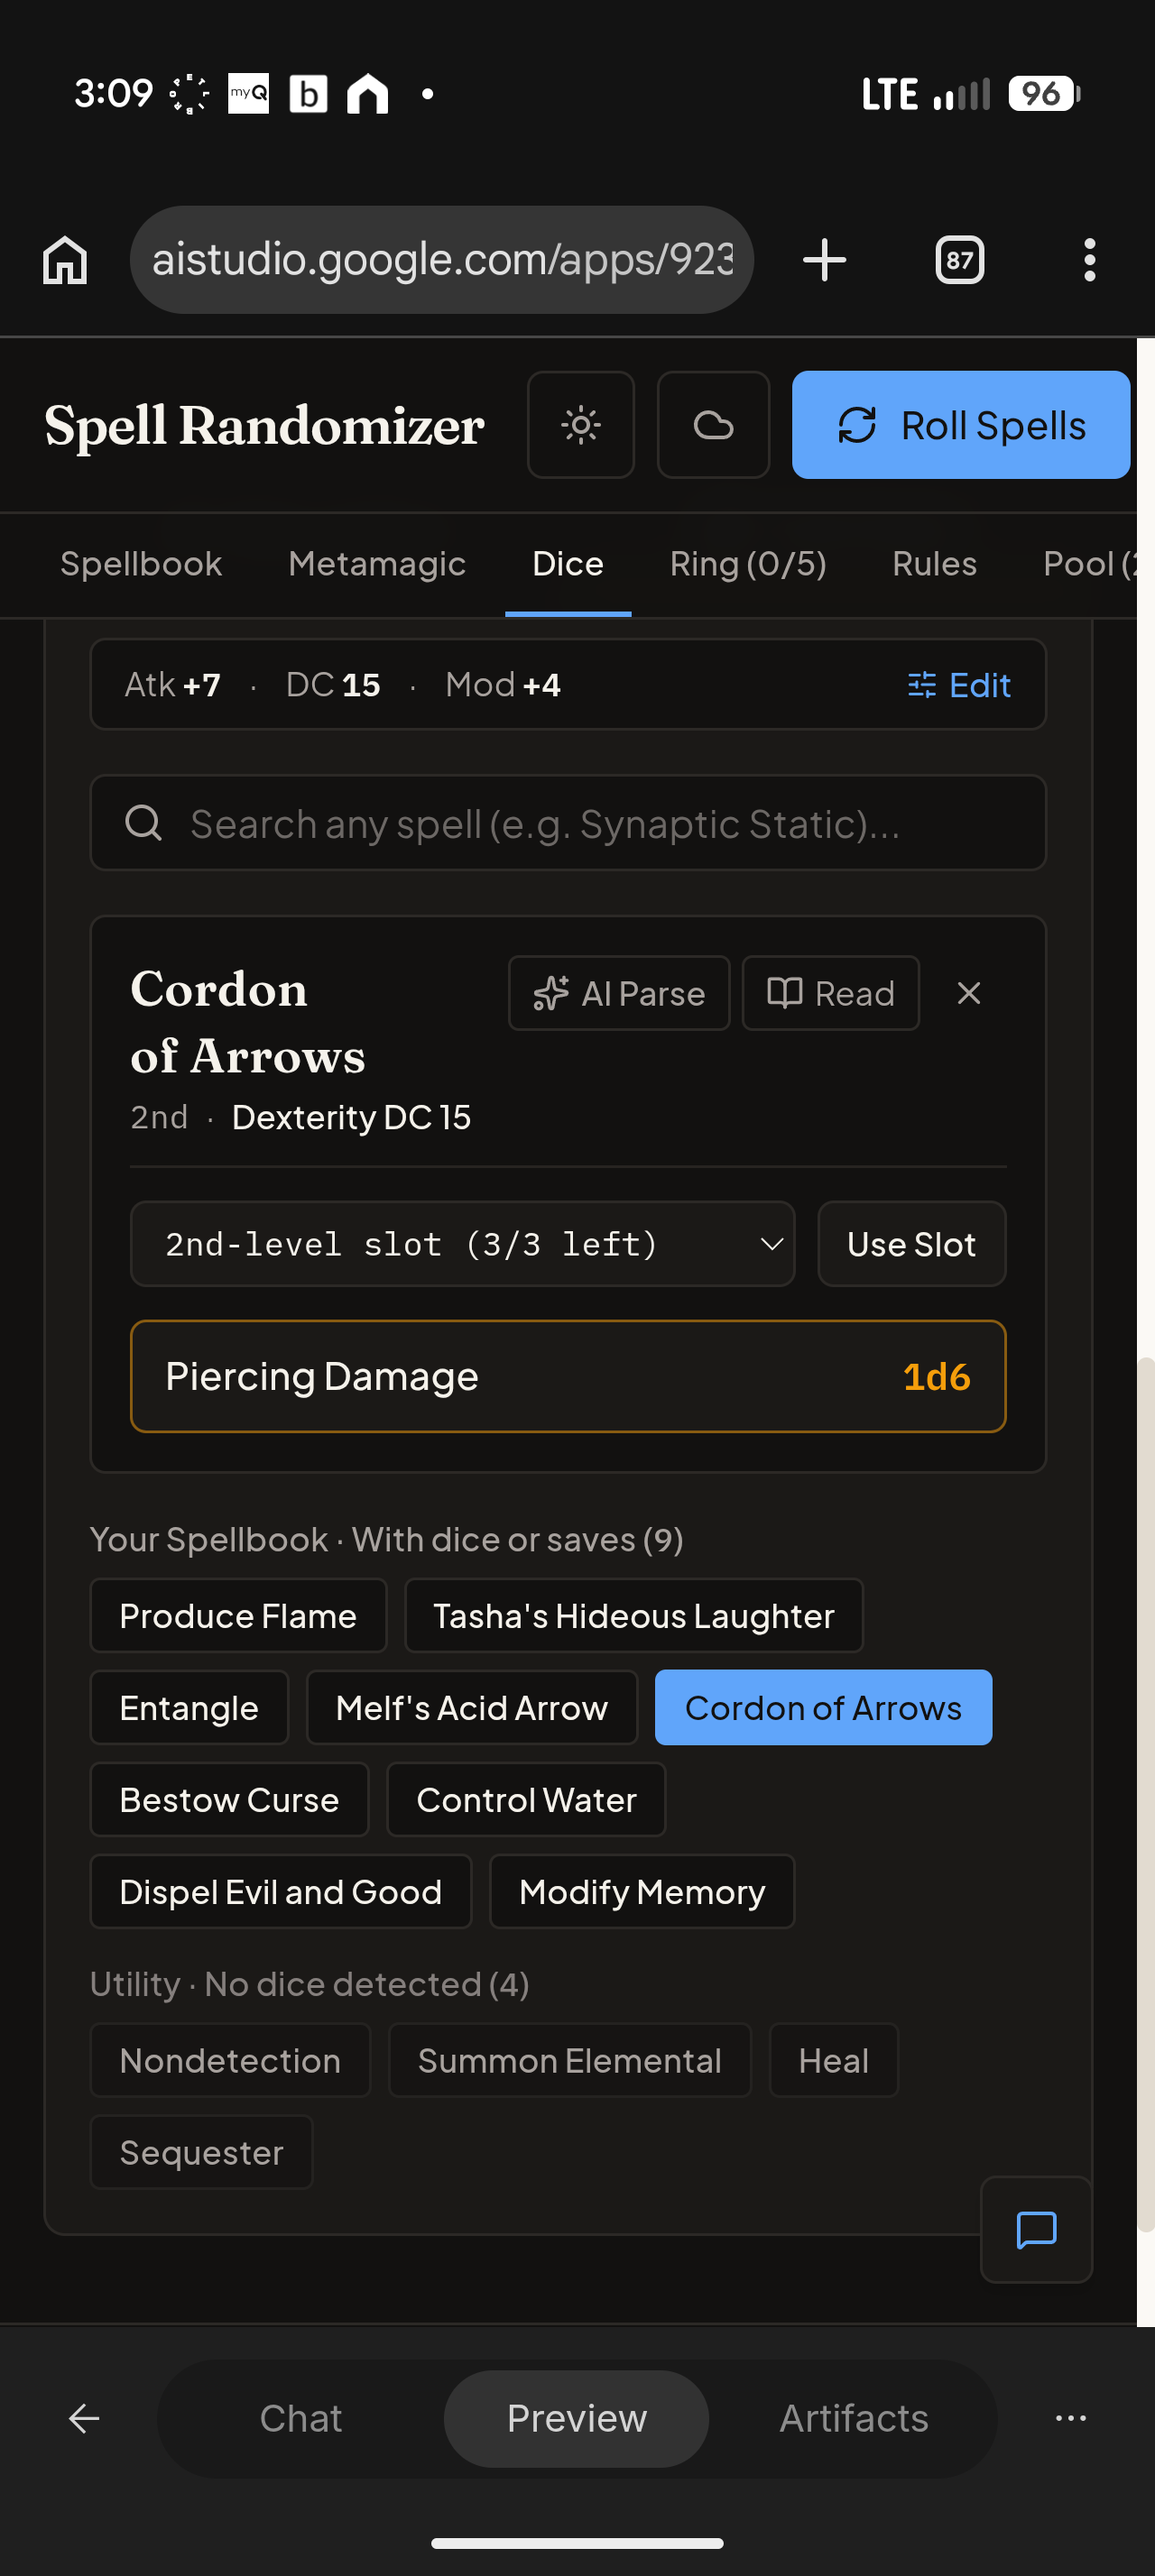 3:09 myQ b LTE 96
aistudio.google.com/apps/923
87
Spell Randomizer Roll Spells
Spellbook Metamagic Dice Ring (0/5) Rules Pool (2
Atk +7 · DC 15 · Mod +4 Edit
Search any spell (e.g. Synaptic Static)...
Cordon
of Arrows
AI Parse Read
2nd · Dexterity DC 15
2nd-level slot (3/3 left) Use Slot
Piercing Damage 1d6
Your Spellbook · With dice or saves (9)
Produce Flame Tasha's Hideous Laughter
Entangle Melf's Acid Arrow Cordon of Arrows
Bestow Curse Control Water
Dispel Evil and Good Modify Memory
Utility · No dice detected (4)
Nondetection Summon Elemental Heal
Sequester
Chat Preview Artifacts